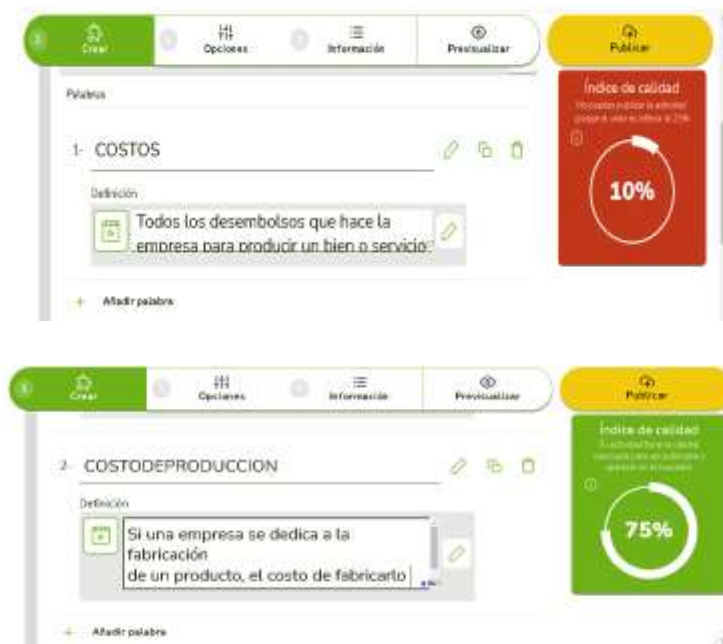 Crear
Opciones
Información
Previsualizar
Publicar
Palabras
Índice de calidad
10%
1- COSTOS
Definición
Todos los desembolsos que hace la
empresa para producir un bien o servicio
+ Añadir palabra
Crear
Opciones
Información
Previsualizar
Publicar
Índice de calidad
75%
2- COSTODEPRODUCCION
Definición
Si una empresa se dedica a la
fabricación
de un producto, el costo de fabricarlo
+ Añadir palabra